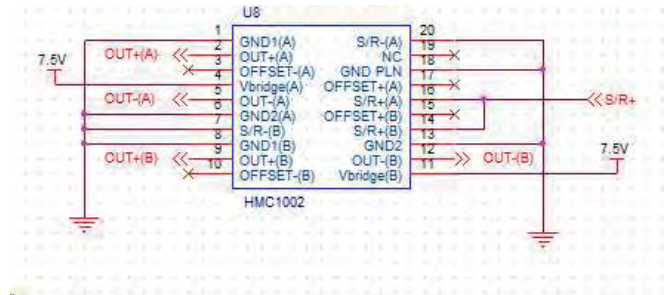 U8
1 GND1(A) S/R-(A) 20
OUT+(A) 2 OUT+(A) NC 19
3 OFFSET-(A) GND PLN 18
7.5V 4 Vbridge(A) OFFSET+(A) 17
OUT-(A) 5 OUT-(A) S/R+(A) 16 S/R+
6 GND2(A) OFFSET+(B) 15
7 S/R-(B) S/R+(B) 14
8 GND1(B) GND2 13
OUT+(B) 9 OUT+(B) OUT-(B) 12 OUT-(B)
10 OFFSET-(B) Vbridge(B) 11 7.5V
HMC1002